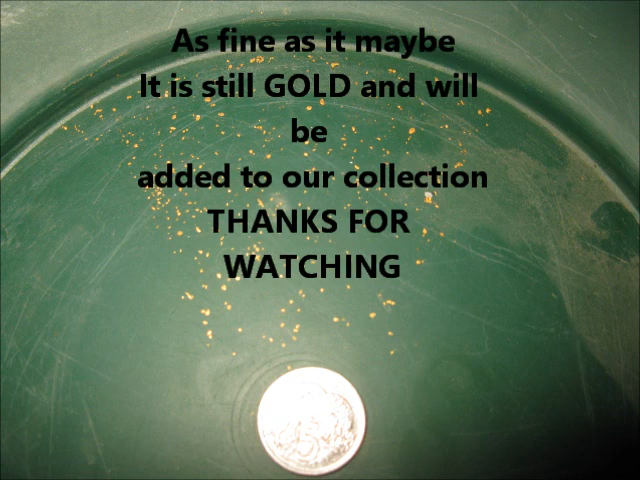 As fine as it maybe
It is still GOLD and will
be
added to our collection
THANKS FOR
WATCHING